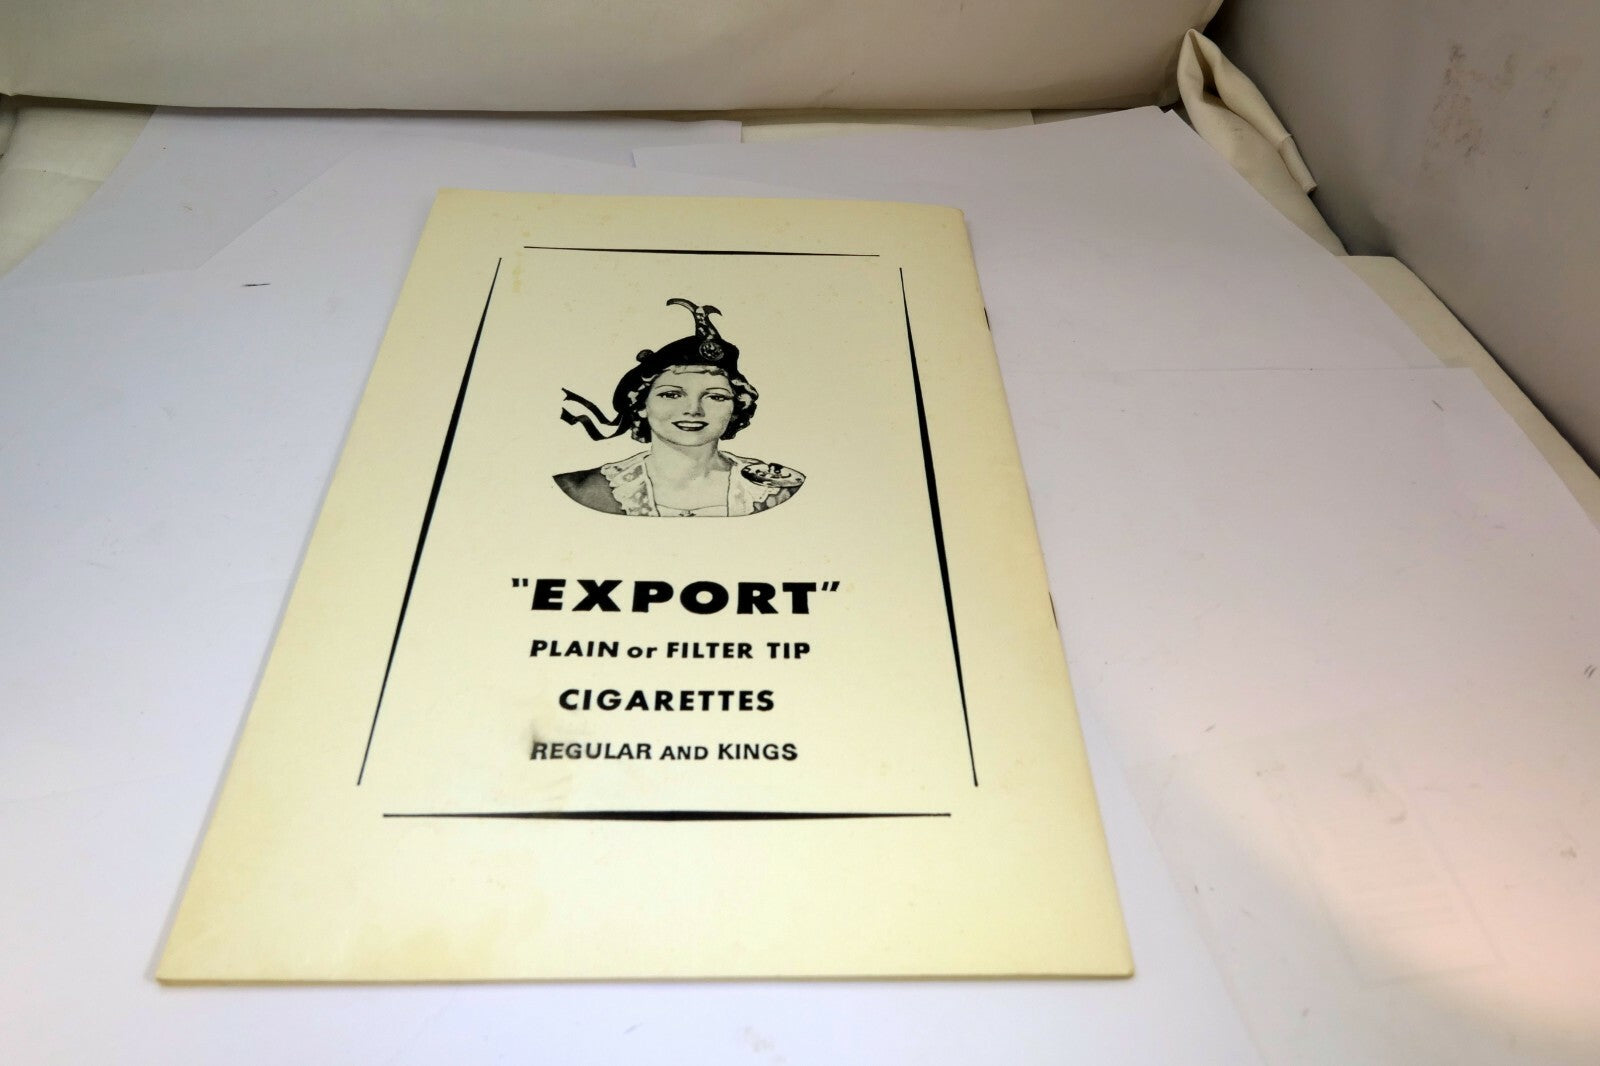 "EXPORT"
PLAIN or FILTER TIP
CIGARETTES
REGULAR AND KINGS